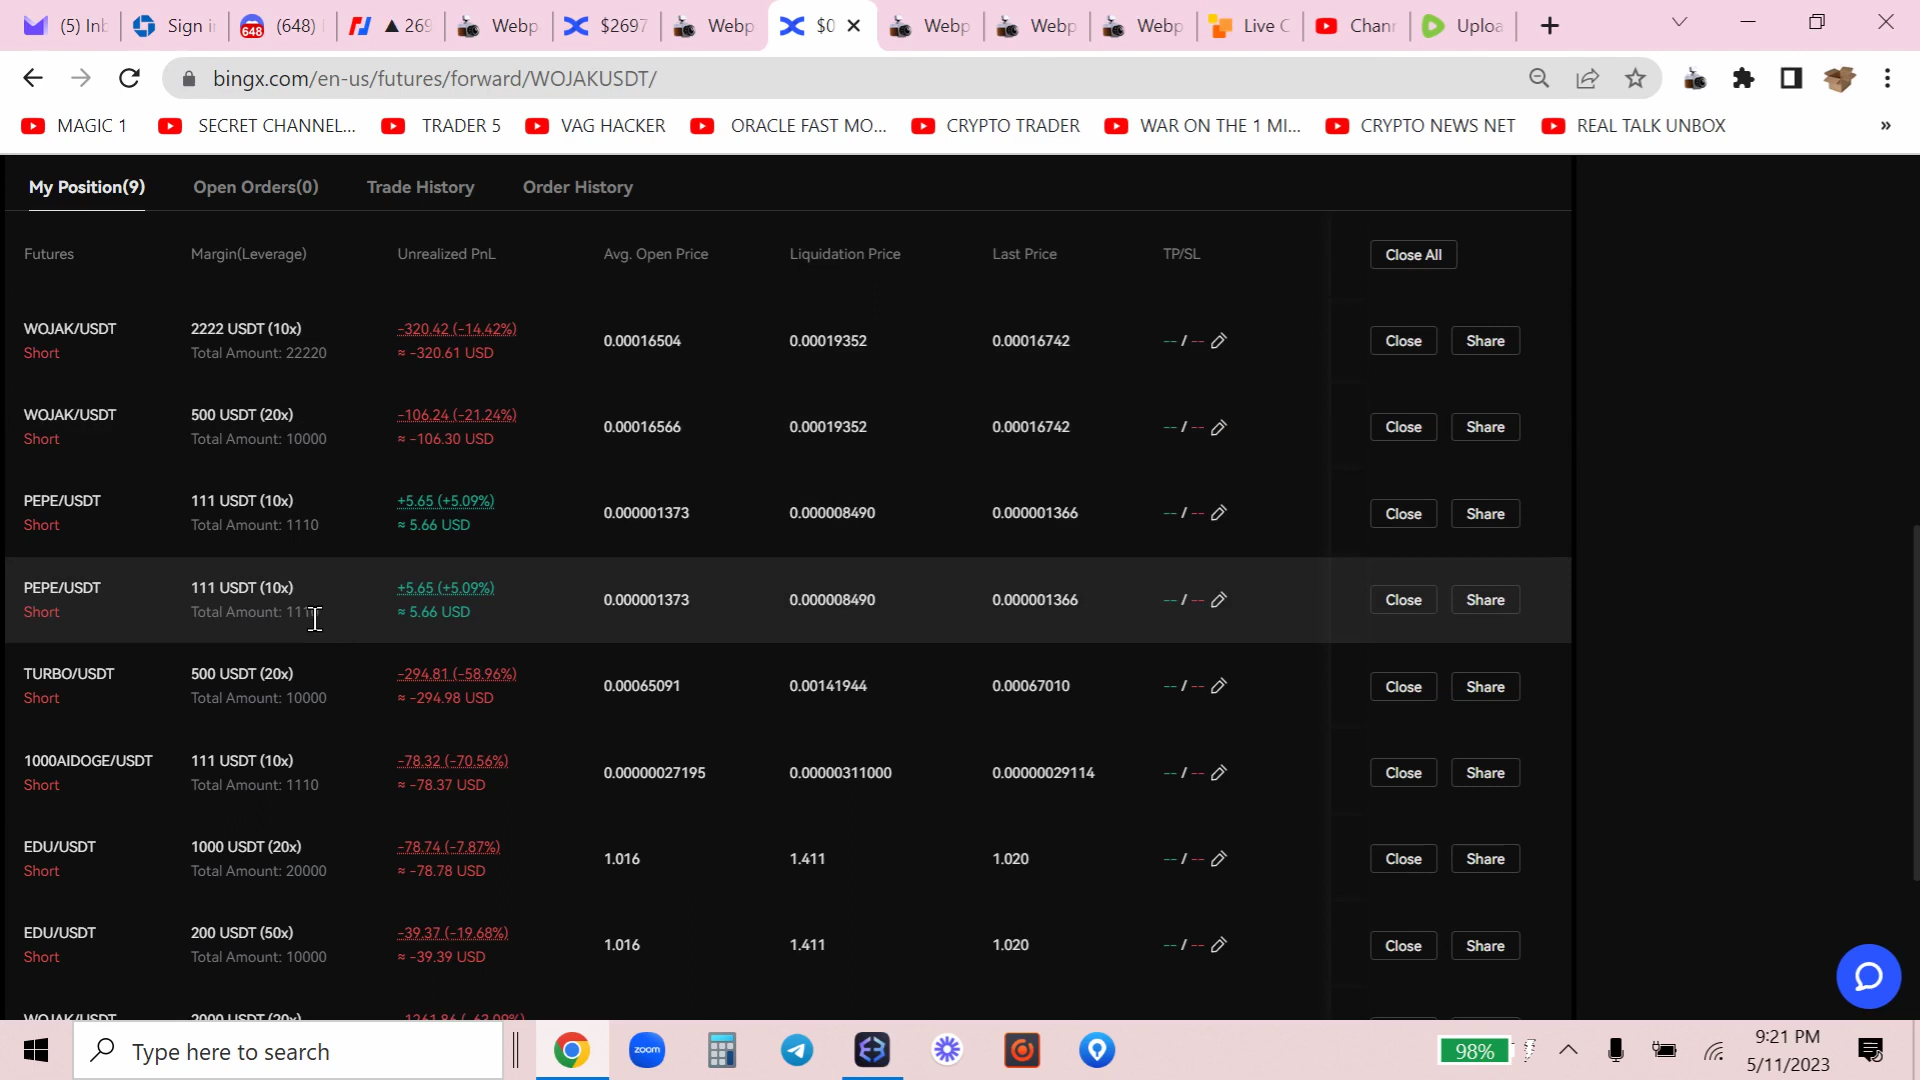 (5) Inb
Sign i
648
(648)
269
Webp
$2697
Webp
$0
Webp
Webp
Webp
Live C
Chan
Uploa
bingx.com/en-us/futures/forward/WOJAKUSDT/
MAGIC 1
SECRET CHANNEL...
TRADER 5
VAG HACKER
ORACLE FAST MO...
CRYPTO TRADER
WAR ON THE 1 MI...
CRYPTO NEWS NET
REAL TALK UNBOX
»
My Position(9) Open Orders(0) Trade History Order History
Futures Margin(Leverage) Unrealized PnL Avg. Open Price Liquidation Price Last Price TP/SL Close All
WOJAK/USDT 2222 USDT (10x) -320.42 (-14.42%)
0.00016504 0.00019352 0.00016742 -- / -- Close Share
Short Total Amount: 22220 ≈ -320.61 USD
WOJAK/USDT 500 USDT (20x) -106.24 (-21.24%)
0.00016566 0.00019352 0.00016742 -- / -- Close Share
Short Total Amount: 10000 ≈ -106.30 USD
PEPE/USDT 111 USDT (10x) +5.65 (+5.09%)
0.000001373 0.000008490 0.000001366 -- / -- Close Share
Short Total Amount: 1110 ≈ 5.66 USD
PEPE/USDT 111 USDT (10x) +5.65 (+5.09%)
0.000001373 0.000008490 0.000001366 -- / -- Close Share
Short Total Amount: 1110 ≈ 5.66 USD
TURBO/USDT 500 USDT (20x) -294.81 (-58.96%)
0.00065091 0.00141944 0.00067010 -- / -- Close Share
Short Total Amount: 10000 ≈ -294.98 USD
1000AIDOGE/USDT 111 USDT (10x) -78.32 (-70.56%)
0.00000027195 0.00000311000 0.00000029114 -- / -- Close Share
Short Total Amount: 1110 ≈ -78.37 USD
EDU/USDT 1000 USDT (20x) -78.74 (-7.87%)
1.016 1.411 1.020 -- / -- Close Share
Short Total Amount: 20000 ≈ -78.78 USD
EDU/USDT 200 USDT (50x) -39.37 (-19.68%)
1.016 1.411 1.020 -- / -- Close Share
Short Total Amount: 10000 ≈ -39.39 USD
WOJAK/USDT 2000 USDT (20x) -1261.86 (-63.09%)
Type here to search
zoom
98%
9:21 PM
5/11/2023